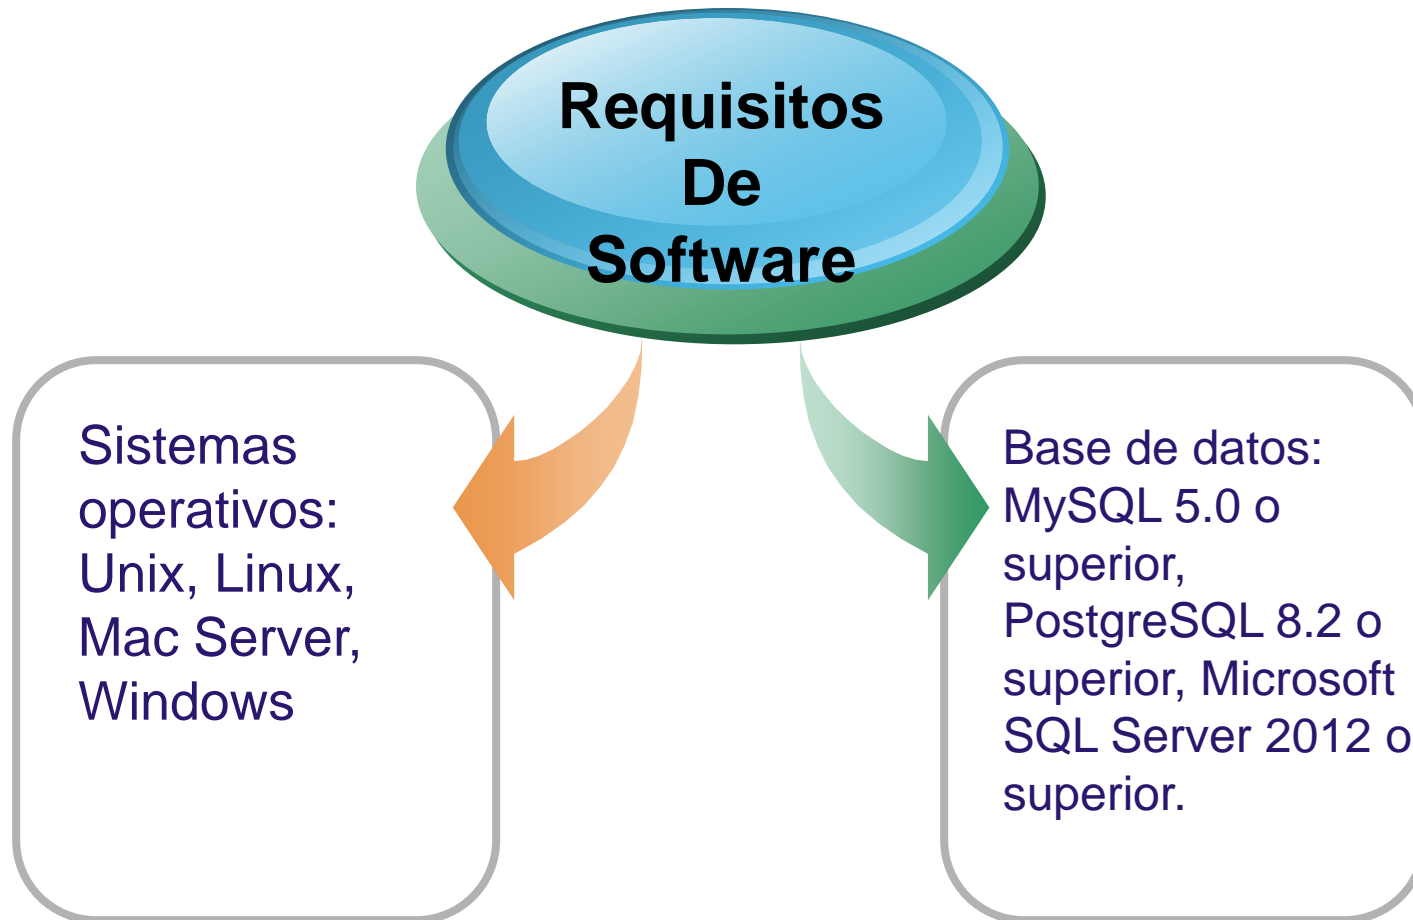 Requisitos
De
Software
Sistemas
operativos:
Unix, Linux,
Mac Server,
Windows
Base de datos:
MySQL 5.0 o
superior,
PostgreSQL 8.2 o
superior, Microsoft
SQL Server 2012 o
superior.